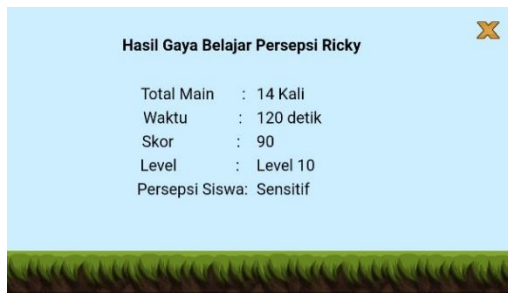 Hasil Gaya Belajar Persepsi Ricky
Total Main : 14 Kali
Waktu : 120 detik
Skor : 90
Level : Level 10
Persepsi Siswa: Sensitif